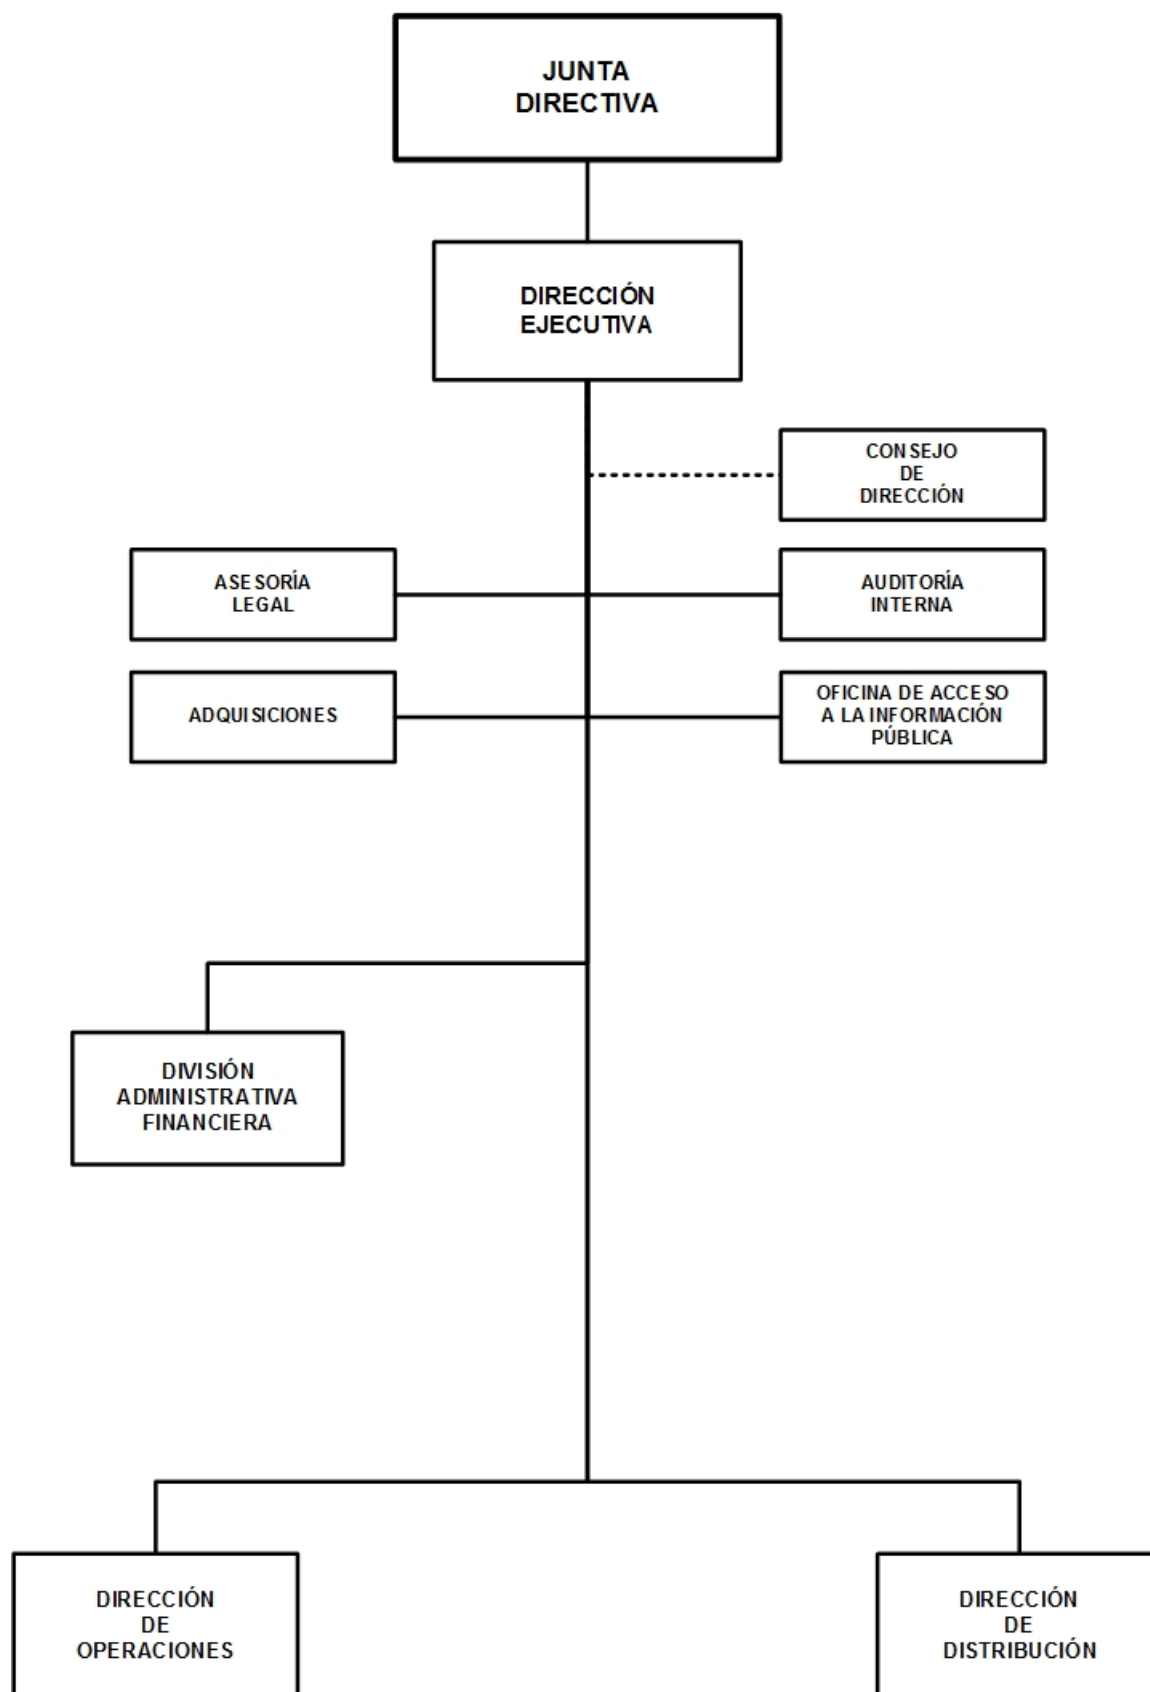 JUNTA
DIRECTIVA
DIRECCIÓN
EJECUTIVA
CONSEJO
DE
DIRECCIÓN
ASESORÍA
LEGAL
AUDITORÍA
INTERNA
ADQUISICIONES
OFICINA DE ACCESO
A LA INFORMACIÓN
PÚBLICA
DIVISIÓN
ADMINISTRATIVA
FINANCIERA
DIRECCIÓN
DE
OPERACIONES
DIRECCIÓN
DE
DISTRIBUCIÓN